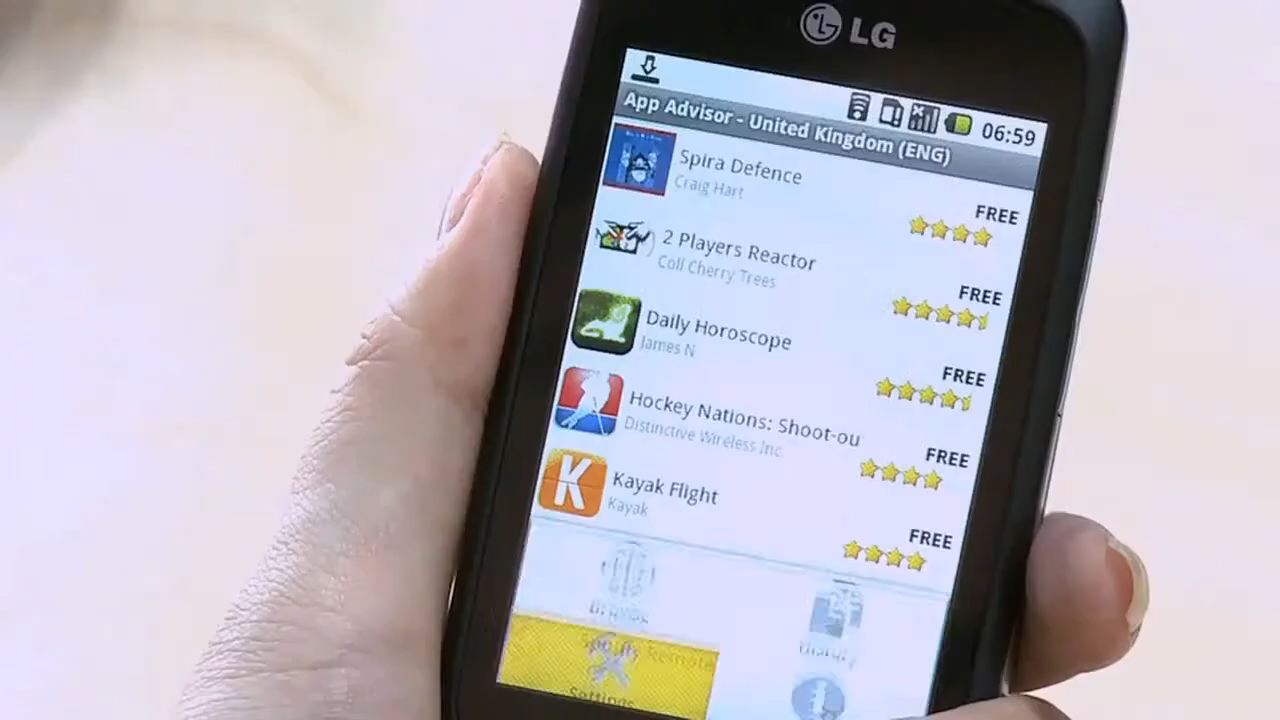 LG
06:59
App Advisor - United Kingdom (ENG)
Spira Defence
Craig Hart
FREE
2 Players Reactor
Coll Cherry Trees
FREE
Daily Horoscope
James N
FREE
Hockey Nations: Shoot-ou
Distinctive Wireless Inc.
FREE
K
Kayak Flight
Kayak
FREE
Remote
Settings